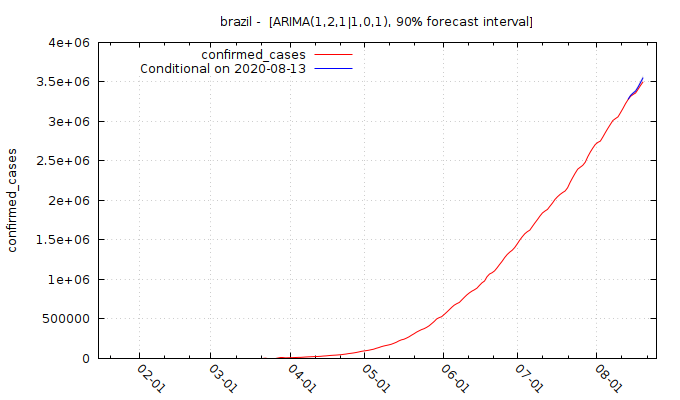 brazil -  [ARIMA(1,2,1|1,0,1), 90% forecast interval]
confirmed_cases
Conditional on 2020-08-13
4e+06
3.5e+06
3e+06
2.5e+06
2e+06
1.5e+06
1e+06
500000
0
confirmed_cases
02-01
03-01
04-01
05-01
06-01
07-01
08-01